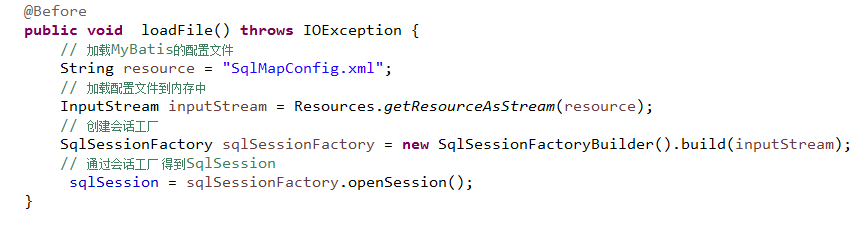 @Before
public void  loadFile() throws IOException {
// 加载MyBatis的配置文件
String resource = "SqlMapConfig.xml";
// 加载配置文件到内存中
InputStream inputStream = Resources.getResourceAsStream(resource);
// 创建会话工厂
SqlSessionFactory sqlSessionFactory = new SqlSessionFactoryBuilder().build(inputStream);
// 通过会话工厂得到SqlSession
sqlSession = sqlSessionFactory.openSession();
}